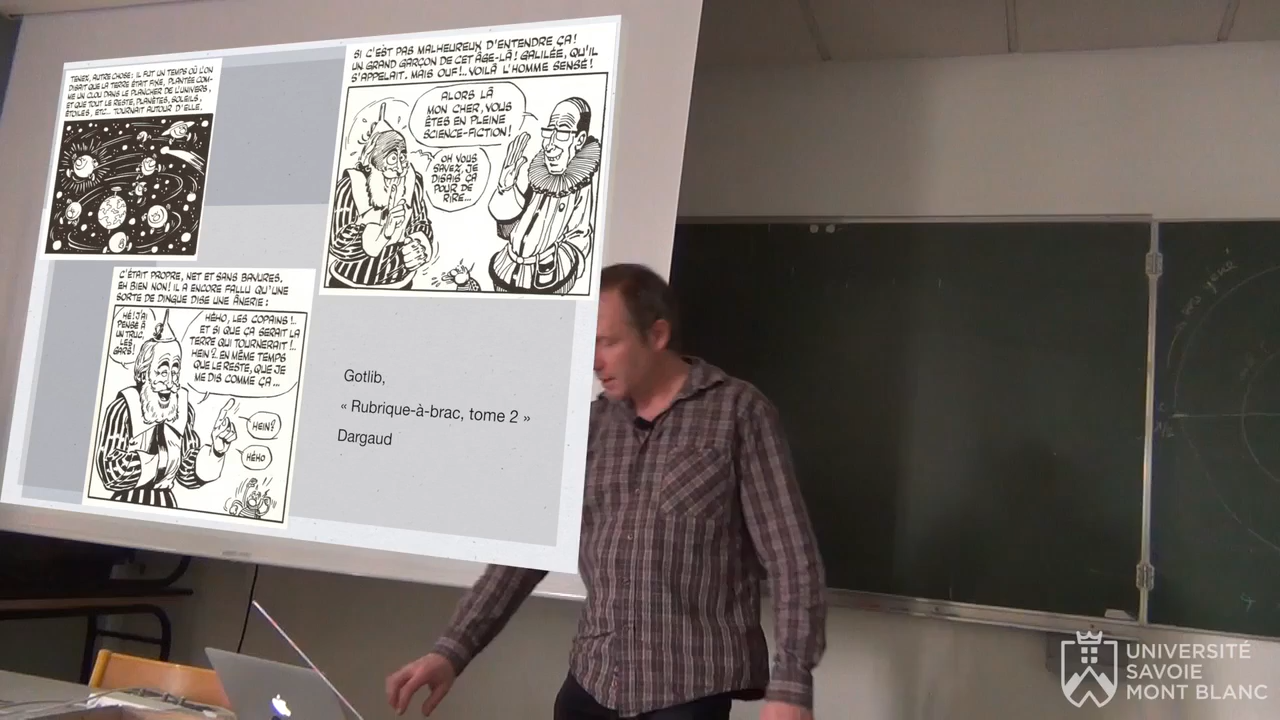 TENEZ, AUTRE CHOSE: IL FUT UN TEMPS OÙ L'ON
DISAIT QUE LA TERRE ÉTAIT FIXE, PLANTÉE COM-
ME UN CLOU DANS LE PLANCHER DE L'UNIVERS,
ET QUE TOUT LE RESTE, PLANÈTES, SOLEILS,
ÉTOILES, ETC... TOURNAIT AUTOUR D'ELLE.
C'ÉTAIT PROPRE, NET ET SANS BAVURES.
EH BIEN NON! IL A ENCORE FALLU QU'UNE
SORTE DE DINGUE DISE UNE ÂNERIE:
HÉ! J'AI
PENSÉ À
UN TRUC,
LES
GARS!
HÉHO, LES COPAINS!..
ET SI QUE ÇA SERAIT LA
TERRE QUI TOURNERAIT!..
HEIN?.. EN MÊME TEMPS
QUE LE RESTE, QUE JE
ME DIS COMME ÇA...
HEIN?
HÉHO
SI C'EST PAS MALHEUREUX D'ENTENDRE ÇA!
UN GRAND GARÇON DE CET ÂGE-LÀ! GALILÉE, QU'IL
S'APPELAIT. MAIS OUF!.. VOILÀ L'HOMME SENSÉ!
ALORS LÀ
MON CHER, VOUS
ÊTES EN PLEINE
SCIENCE-FICTION!
OH VOUS
SAVEZ, JE
DISAIS ÇA
POUR DE
RIRE...
Gotlib,
« Rubrique-à-brac, tome 2 »
Dargaud
UNIVERSITÉ
SAVOIE
MONT BLANC